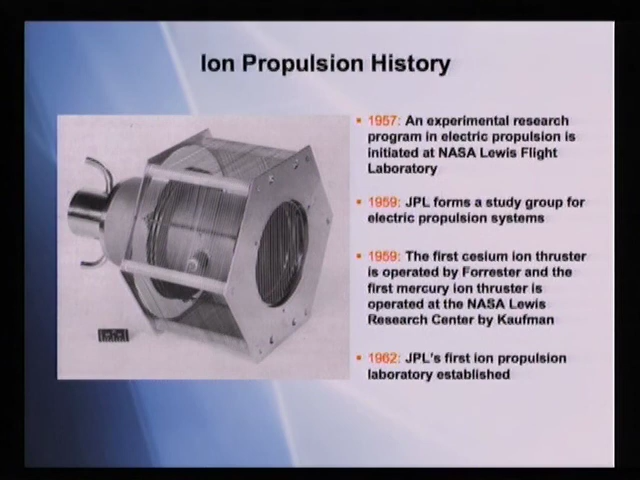 Ion Propulsion History
1957: An experimental research
program in electric propulsion is
initiated at NASA Lewis Flight
Laboratory
1959: JPL forms a study group for
electric propulsion systems
1959: The first cesium ion thruster
is operated by Forrester and the
first mercury ion thruster is
operated at the NASA Lewis
Research Center by Kaufman
1962: JPL's first ion propulsion
laboratory established